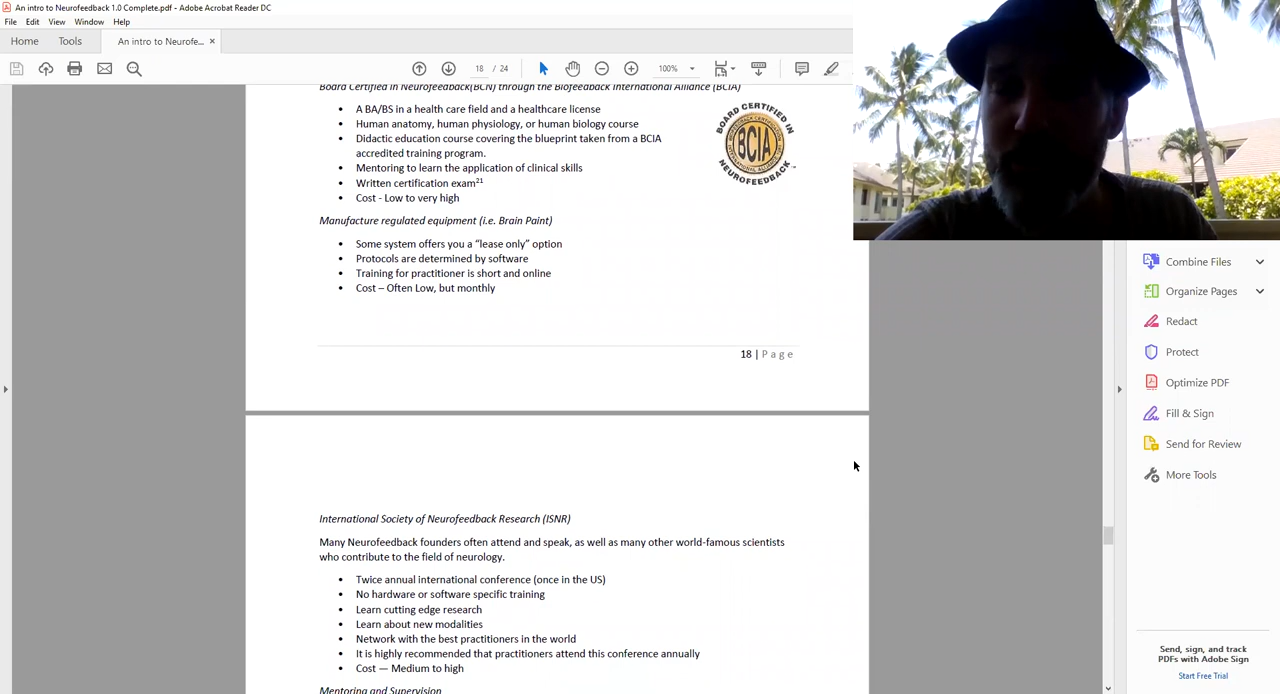 An intro to Neurofeedback 1.0 Complete.pdf - Adobe Acrobat Reader DC
File Edit View Window Help
Home Tools An intro to Neurofe... ×
18 / 24 100%
Board Certified in Neurofeedback(BCN) through the Biofeedback International Alliance (BCIA)
• A BA/BS in a health care field and a healthcare license
• Human anatomy, human physiology, or human biology course
• Didactic education course covering the blueprint taken from a BCIA
accredited training program.
• Mentoring to learn the application of clinical skills
• Written certification exam21
• Cost - Low to very high
BOARD CERTIFIED IN
BCIA
NEUROFEEDBACK
Manufacture regulated equipment (i.e. Brain Paint)
• Some system offers you a “lease only” option
• Protocols are determined by software
• Training for practitioner is short and online
• Cost – Often Low, but monthly
18 | Page
International Society of Neurofeedback Research (ISNR)
Many Neurofeedback founders often attend and speak, as well as many other world-famous scientists
who contribute to the field of neurology.
• Twice annual international conference (once in the US)
• No hardware or software specific training
• Learn cutting edge research
• Learn about new modalities
• Network with the best practitioners in the world
• It is highly recommended that practitioners attend this conference annually
• Cost — Medium to high
Mentoring and Supervision
Combine Files
Organize Pages
Redact
Protect
Optimize PDF
Fill & Sign
Send for Review
More Tools
Send, sign, and track
PDFs with Adobe Sign
Start Free Trial